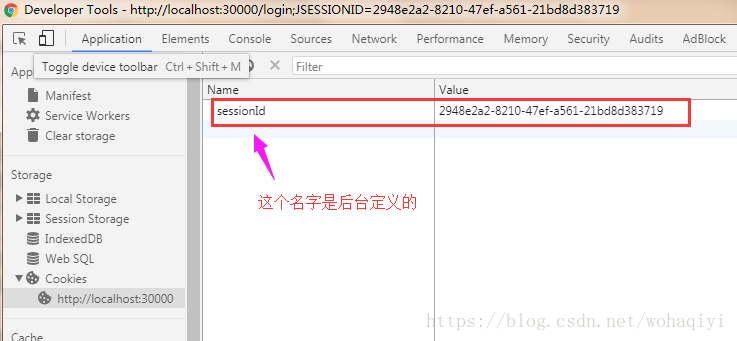 Developer Tools - http://localhost:30000/login;JSESSIONID=2948e2a2-8210-47ef-a561-21bd8d383719
Application Elements Console Sources Network Performance Memory Security Audits AdBlock
Toggle device toolbar Ctrl + Shift + M
App
Filter
Manifest
Service Workers
Clear storage
Name Value
sessionId 2948e2a2-8210-47ef-a561-21bd8d383719
这个名字是后台定义的
Storage
Local Storage
Session Storage
IndexedDB
Web SQL
Cookies
http://localhost:30000
Cache
https://blog.csdn.net/wohaqiyi